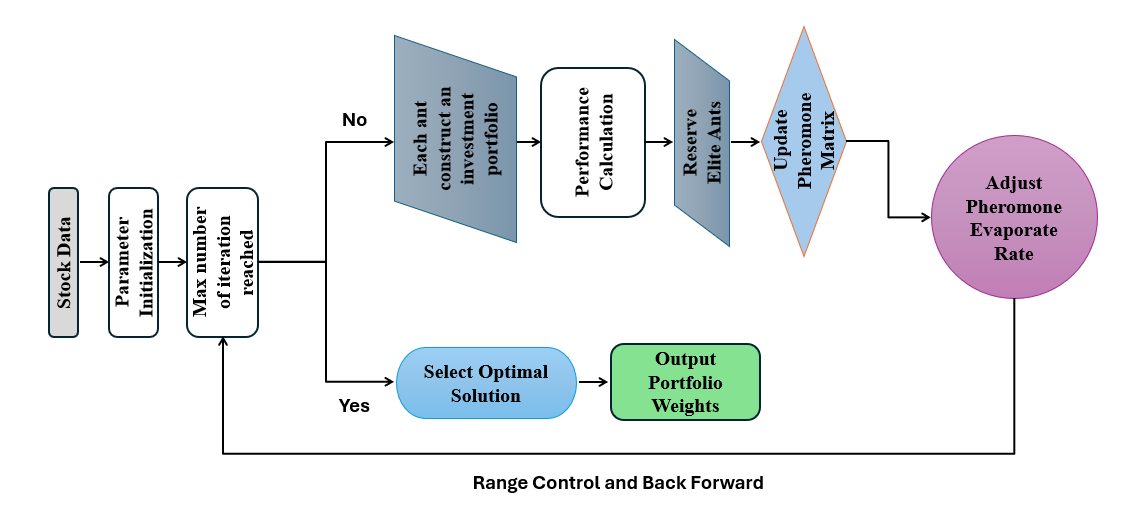 Stock Data
Parameter
Initialization
Max number
of iteration
reached
No
Each ant
construct an
investment
portfolio
Performance
Calculation
Reserve
Elite Ants
Update
Pheromone
Matrix
Adjust
Pheromone
Evaporate
Rate
Yes
Select Optimal
Solution
Output
Portfolio
Weights
Range Control and Back Forward